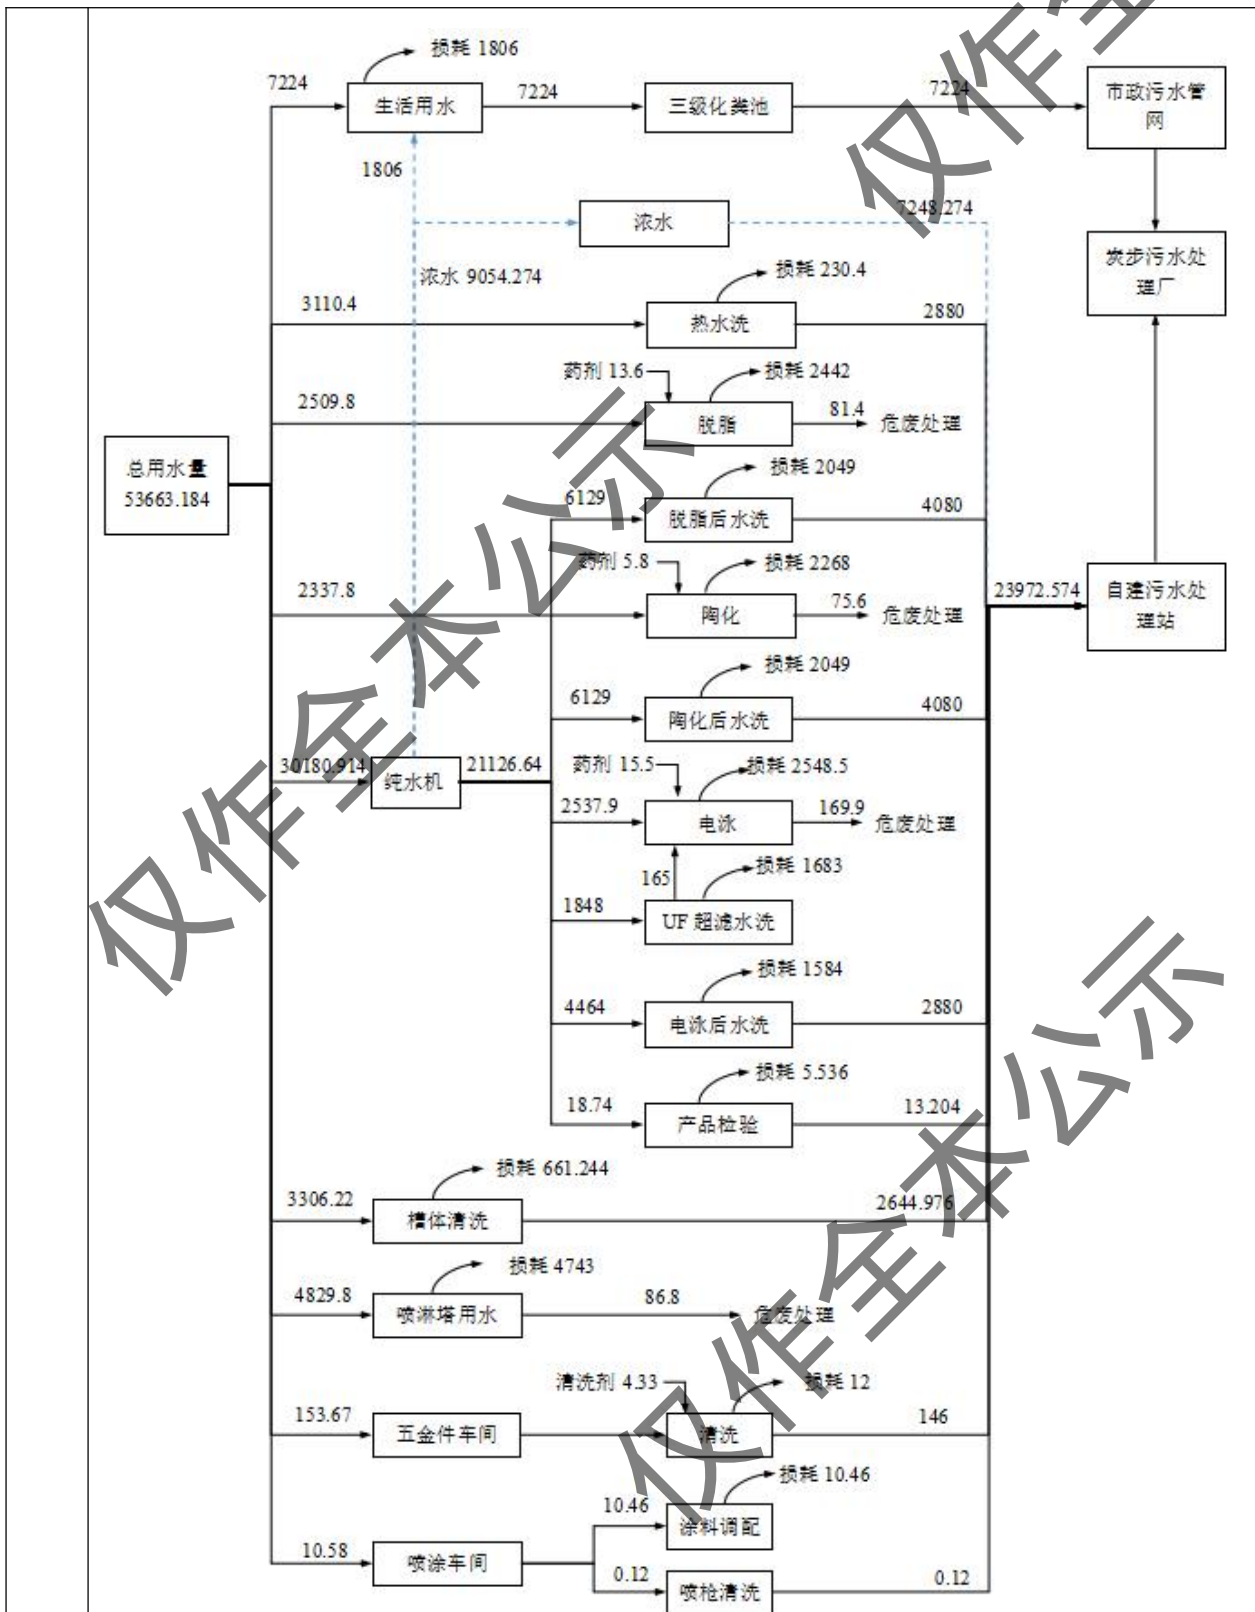 损耗 1806
7224
生活用水
7224
三级化粪池
7224
市政污水管
网
1806
浓水
7248.274
浓水 9054.274
炭步污水处
理厂
损耗 230.4
3110.4
热水洗
2880
药剂 13.6
损耗 2442
2509.8
脱脂
81.4
危废处理
总用水量
53663.184
损耗 2049
6129
脱脂后水洗
4080
药剂 5.8
损耗 2268
2337.8
陶化
75.6
危废处理
23972.574
自建污水处
理站
损耗 2049
6129
陶化后水洗
4080
30180.914
纯水机
21126.64
药剂 15.5
损耗 2548.5
2537.9
电泳
169.9
危废处理
165
损耗 1683
1848
UF 超滤水洗
损耗 1584
4464
电泳后水洗
2880
损耗 5.536
18.74
产品检验
13.204
损耗 661.244
3306.22
槽体清洗
2644.976
损耗 4743
4829.8
喷淋塔用水
86.8
危废处理
清洗剂 4.33
损耗 12
153.67
五金件车间
清洗
146
损耗 10.46
10.46
涂料调配
10.58
喷涂车间
0.12
喷枪清洗
0.12
仅作全本公示
仅作全本公示
仅作全